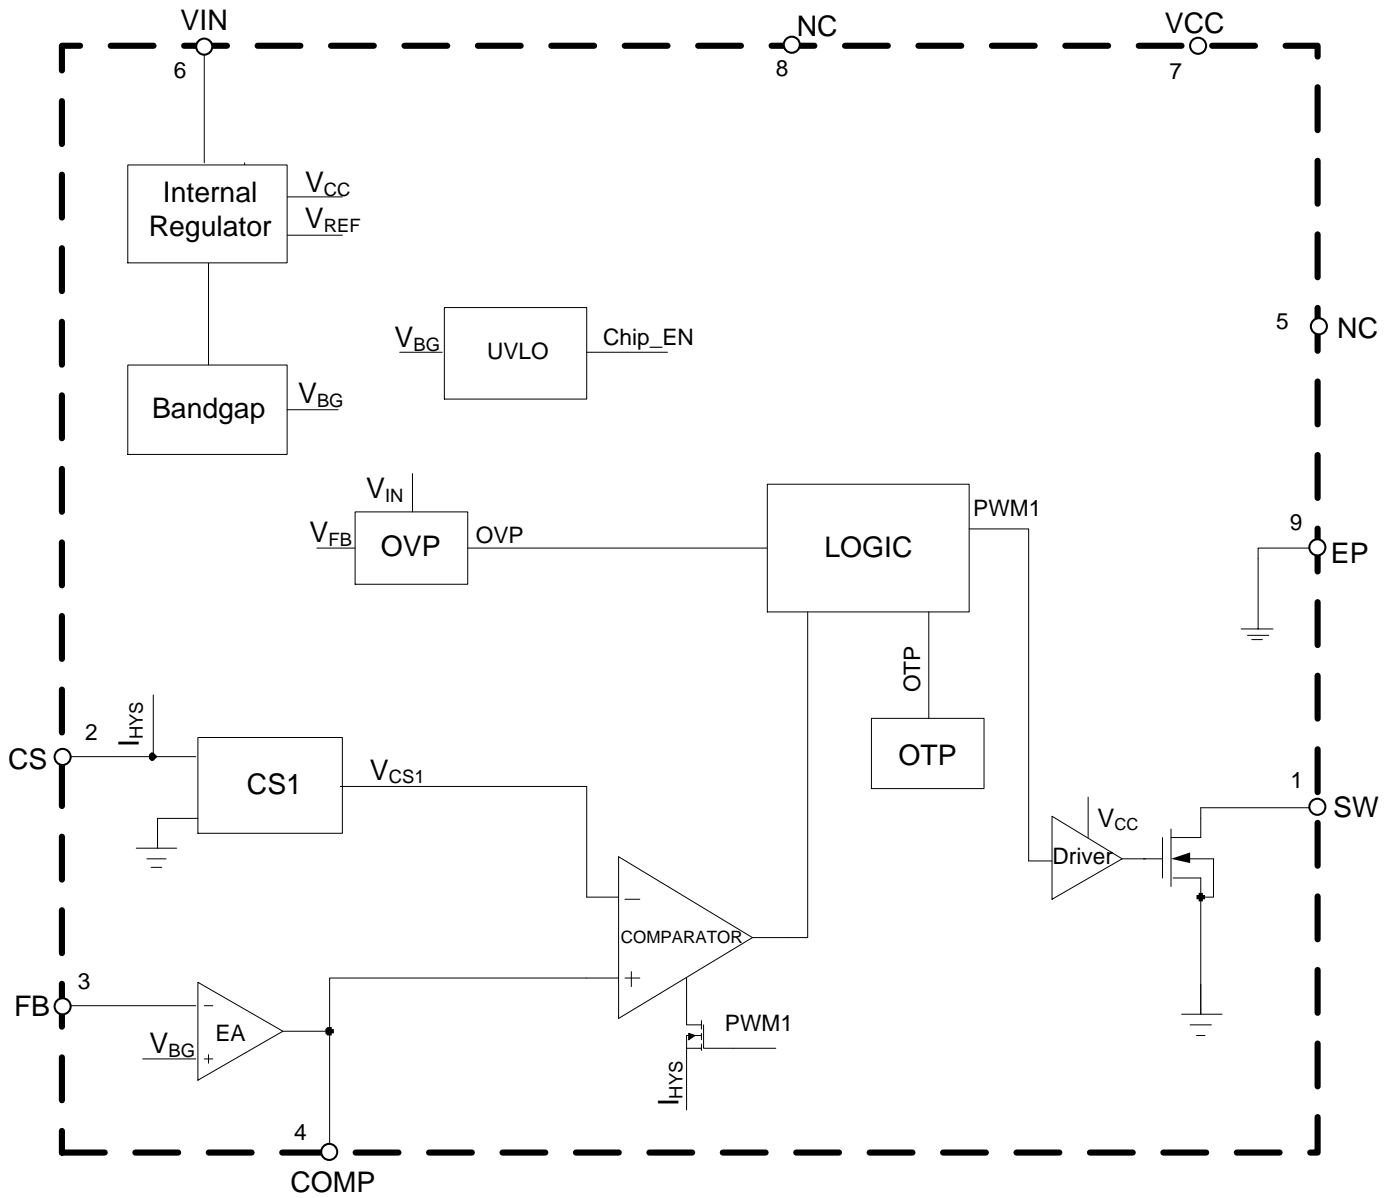 VIN
NC
VCC
6
8
7
Internal
Regulator
VCC
VREF
5
NC
VBG
UVLO
Chip_EN
Bandgap
VBG
VIN
VFB
OVP
OVP
LOGIC
PWM1
9
EP
OTP
OTP
CS
2
IHYS
CS1
VCS1
1
SW
VCC
Driver
−
COMPARATOR
+
FB
3
−
EA
VBG
+
PWM1
IHYS
4
COMP